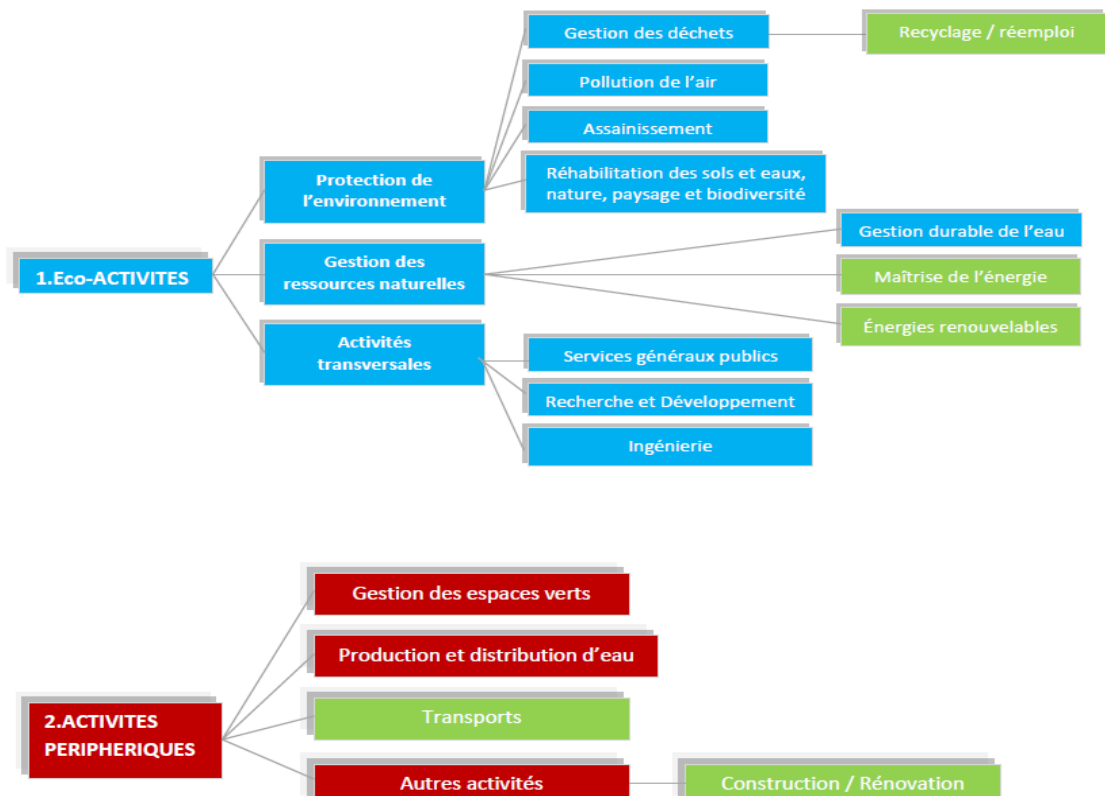 Gestion des déchets
Recyclage / réemploi
Pollution de l'air
Assainissement
Protection de
l'environnement
Réhabilitation des sols et eaux,
nature, paysage et biodiversité
1.Eco-ACTIVITES
Gestion des
ressources naturelles
Gestion durable de l'eau
Maîtrise de l'énergie
Énergies renouvelables
Activités
transversales
Services généraux publics
Recherche et Développement
Ingénierie
2.ACTIVITES
PERIPHERIQUES
Gestion des espaces verts
Production et distribution d'eau
Transports
Autres activités
Construction / Rénovation